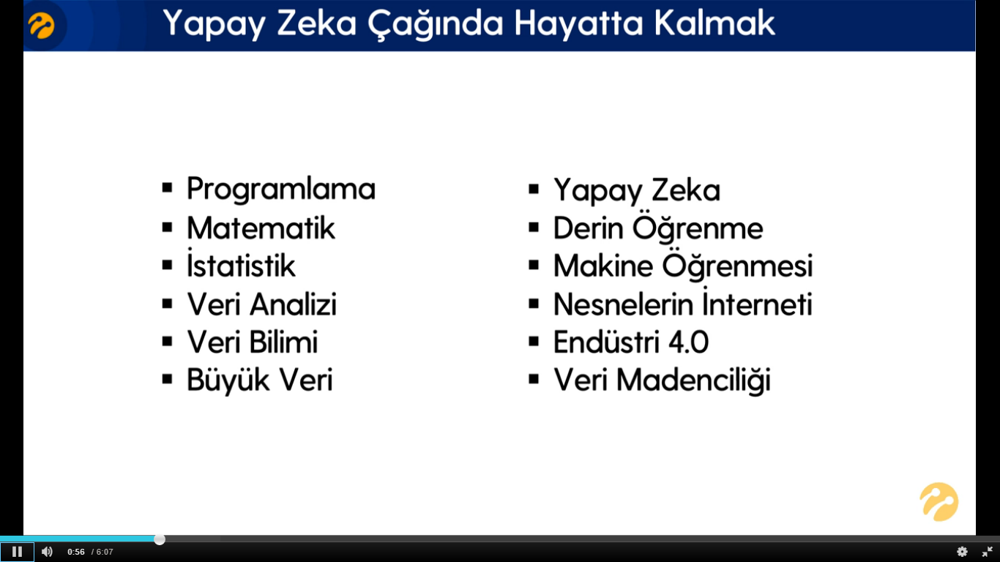 Yapay Zeka Çağında Hayatta Kalmak
▪ Programlama
▪ Matematik
▪ İstatistik
▪ Veri Analizi
▪ Veri Bilimi
▪ Büyük Veri
▪ Yapay Zeka
▪ Derin Öğrenme
▪ Makine Öğrenmesi
▪ Nesnelerin İnterneti
▪ Endüstri 4.0
▪ Veri Madenciliği
0:56 / 6:07